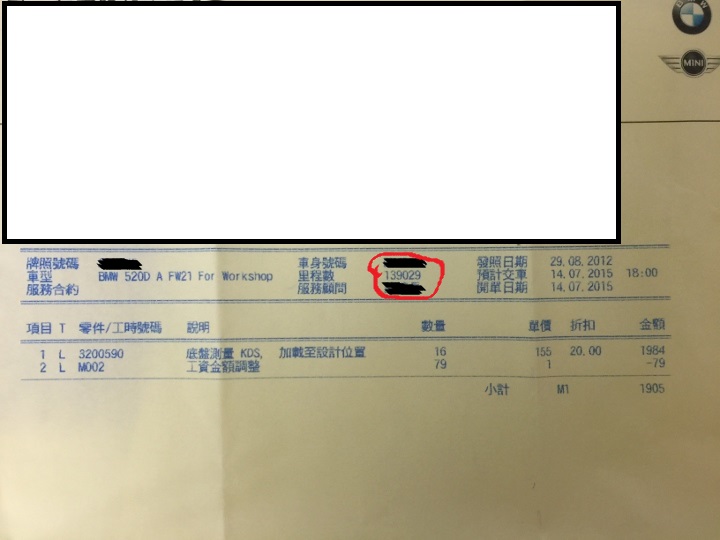 BMW
MINI
牌照號碼 車身號碼 發照日期 29.08.2012
車型 BMW 520D A FW21 For Workshop 里程數 139029 預計交車 14.07.2015 18:00
服務合約 服務顧問 開單日期 14.07.2015
項目 T 零件/工時號碼 說明 數量 單價 折扣 金額
1 L 3200590 底盤測量 KDS, 加載至設計位置 16 155 20.00 1984
2 L M002 工資金額調整 79 1 -79
小計 M1 1905